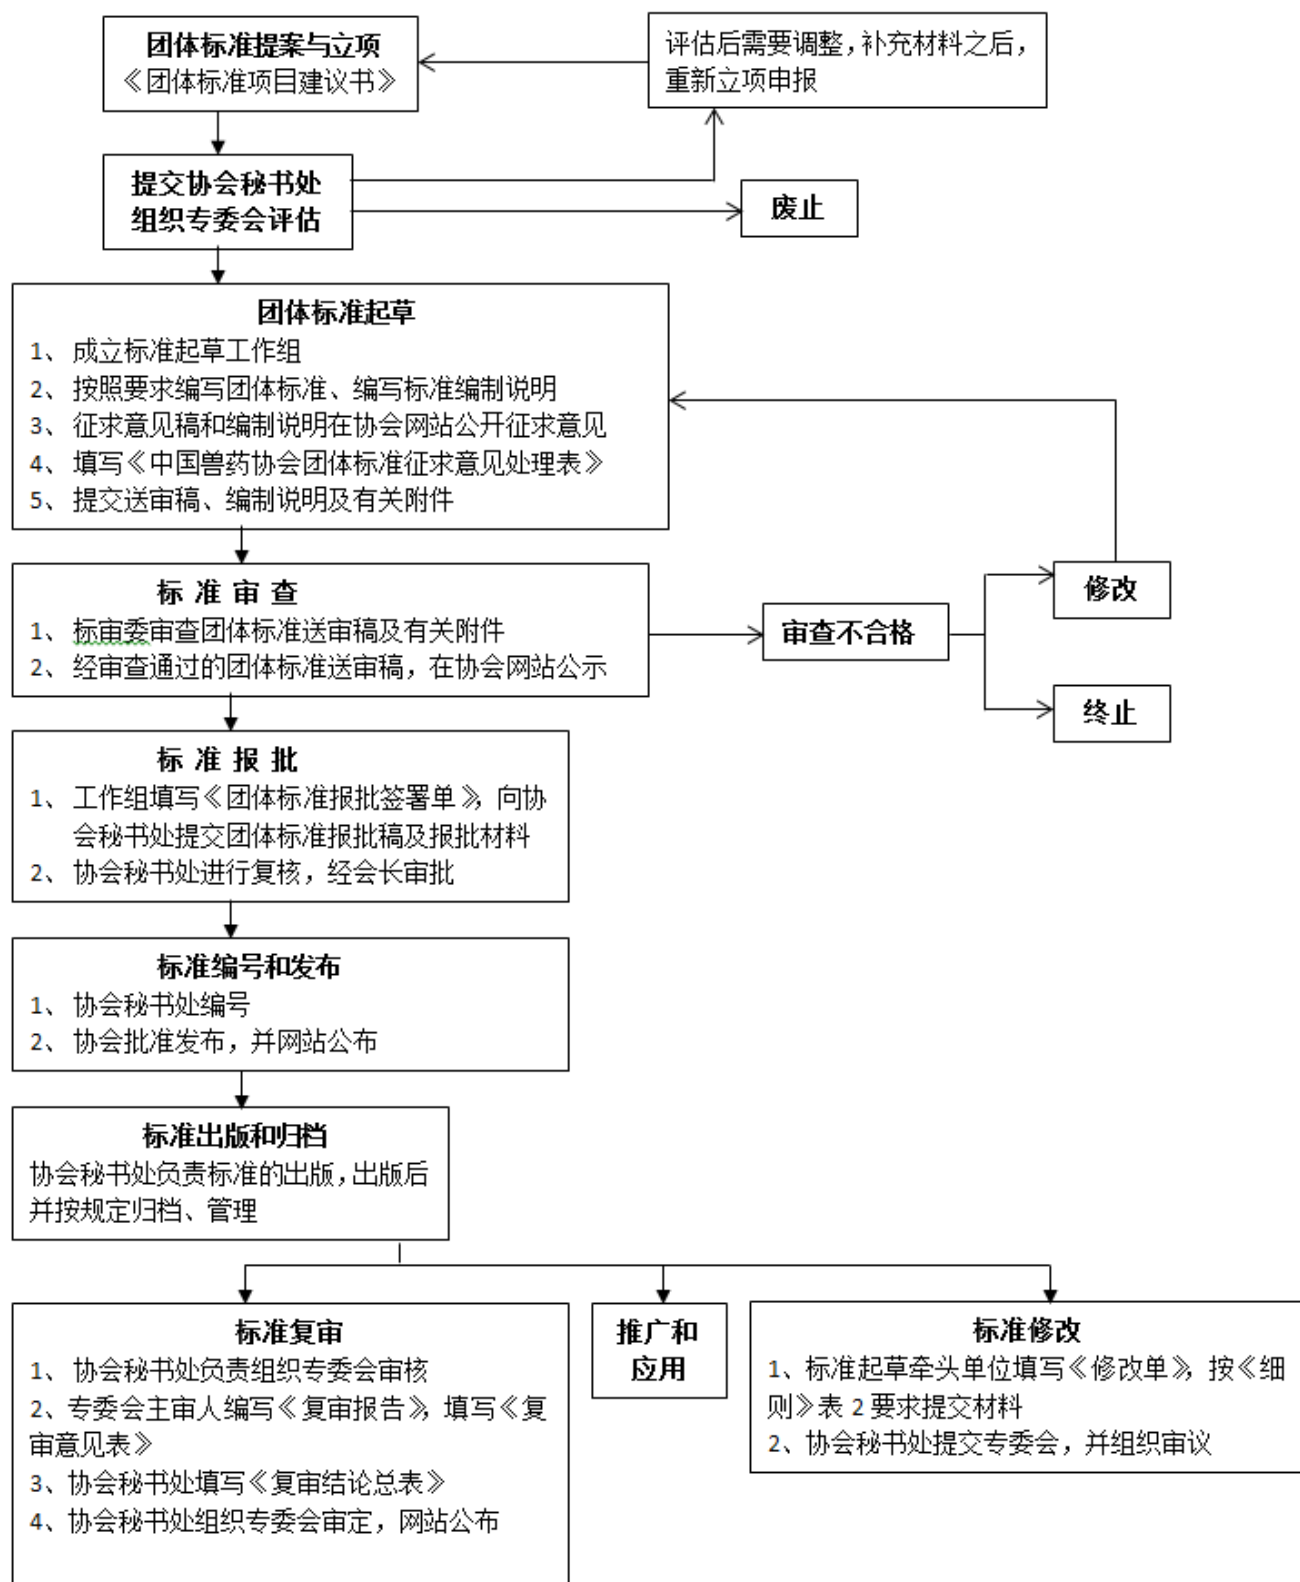 团体标准提案与立项
《团体标准项目建议书》
评估后需要调整，补充材料之后，
重新立项申报
提交协会秘书处
组织专委会评估
废止
团体标准起草
1、 成立标准起草工作组
2、 按照要求编写团体标准、编写标准编制说明
3、 征求意见稿和编制说明在协会网站公开征求意见
4、 填写《中国兽药协会团体标准征求意见处理表》
5、 提交送审稿、编制说明及有关附件
标 准 审 查
1、 标审委审查团体标准送审稿及有关附件
2、 经审查通过的团体标准送审稿，在协会网站公示
审查不合格
修改
终止
标 准 报 批
1、 工作组填写《团体标准报批签署单》，向协
会秘书处提交团体标准报批稿及报批材料
2、 协会秘书处进行复核，经会长审批
标准编号和发布
1、 协会秘书处编号
2、 协会批准发布，并网站公布
标准出版和归档
协会秘书处负责标准的出版，出版后
并按规定归档、管理
标准复审
1、 协会秘书处负责组织专委会审核
2、专委会主审人编写《复审报告》，填写《复
审意见表》
3、协会秘书处填写《复审结论总表》
4、协会秘书处组织专委会审定，网站公布
推广和
应用
标准修改
1、标准起草牵头单位填写《修改单》，按《细
则》表 2 要求提交材料
2、协会秘书处提交专委会，并组织审议